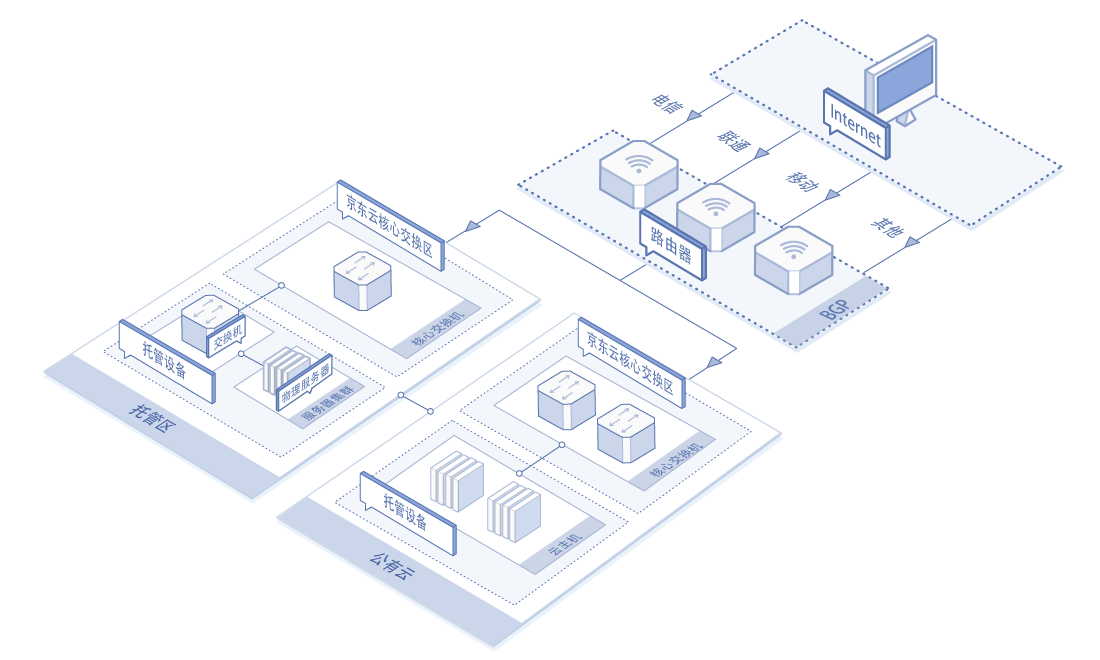 Internet
电信
联通
移动
其他
路由器
BGP
京东云核心交换区
核心交换机
交换机
托管设备
物理服务器
服务器集群
托管区
京东云核心交换区
核心交换机
托管设备
云主机
公有云